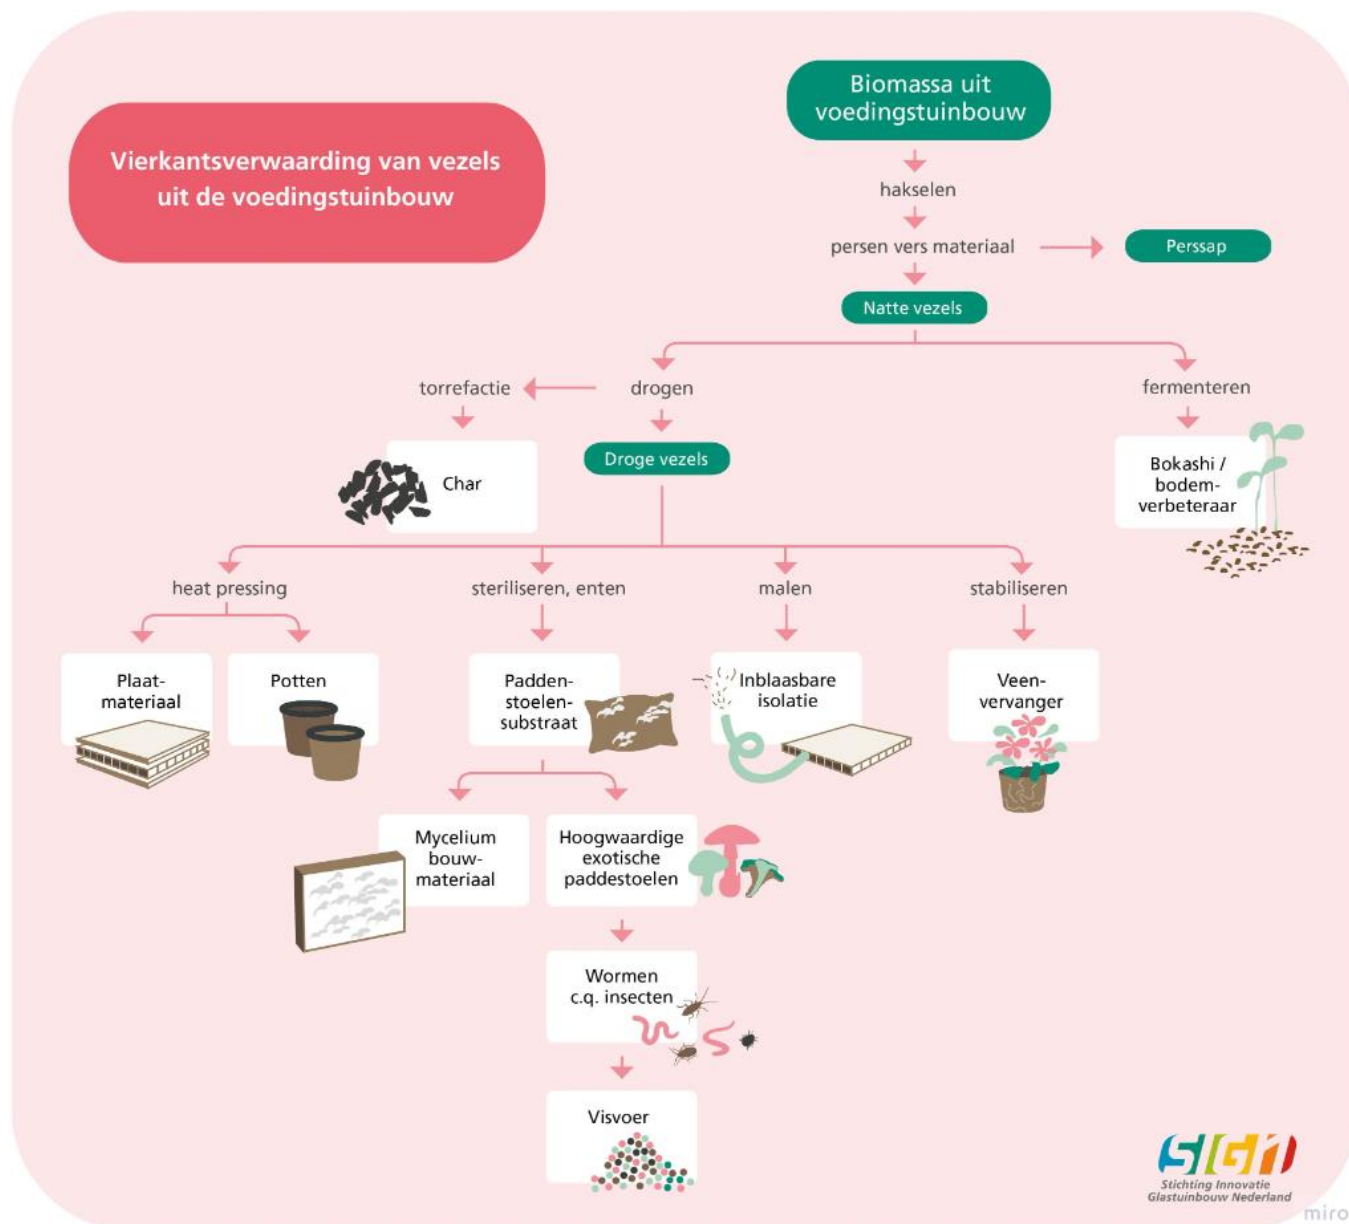 Biomassa uit
voedingstuinbouw
Vierkantsverwaarding van vezels
uit de voedingstuinbouw
hakselen
persen vers materiaal
Perssap
Natte vezels
torrefactie
drogen
fermenteren
Char
Droge vezels
Bokashi /
bodem-
verbeteraar
heat pressing
steriliseren, enten
malen
stabiliseren
Plaat-
materiaal
Potten
Padden-
stoelen-
substraat
Inblaasbare
isolatie
Veen-
vervanger
Mycelium
bouw-
materiaal
Hoogwaardige
exotische
paddestoelen
Wormen
c.q. insecten
Visvoer
SIGN
Stichting Innovatie
Glastuinbouw Nederland
miro